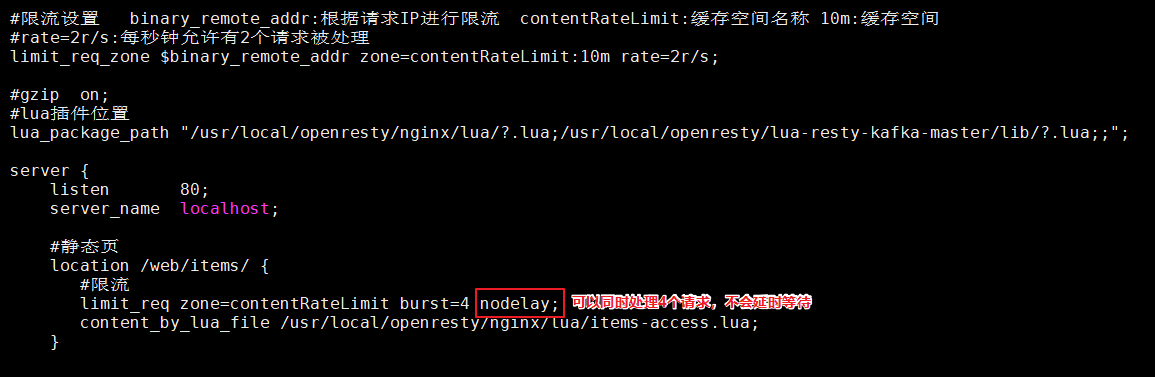 #限流设置   binary_remote_addr:根据请求IP进行限流  contentRateLimit:缓存空间名称 10m:缓存空间
#rate=2r/s:每秒钟允许有2个请求被处理
limit_req_zone $binary_remote_addr zone=contentRateLimit:10m rate=2r/s;
#gzip  on;
#lua插件位置
lua_package_path "/usr/local/openresty/nginx/lua/?.lua;/usr/local/openresty/lua-resty-kafka-master/lib/?.lua;;";
server {
    listen       80;
    server_name  localhost;
    #静态页
    location /web/items/ {
       #限流
       limit_req zone=contentRateLimit burst=4 nodelay; 可以同时处理4个请求，不会延时等待
       content_by_lua_file /usr/local/openresty/nginx/lua/items-access.lua;
    }